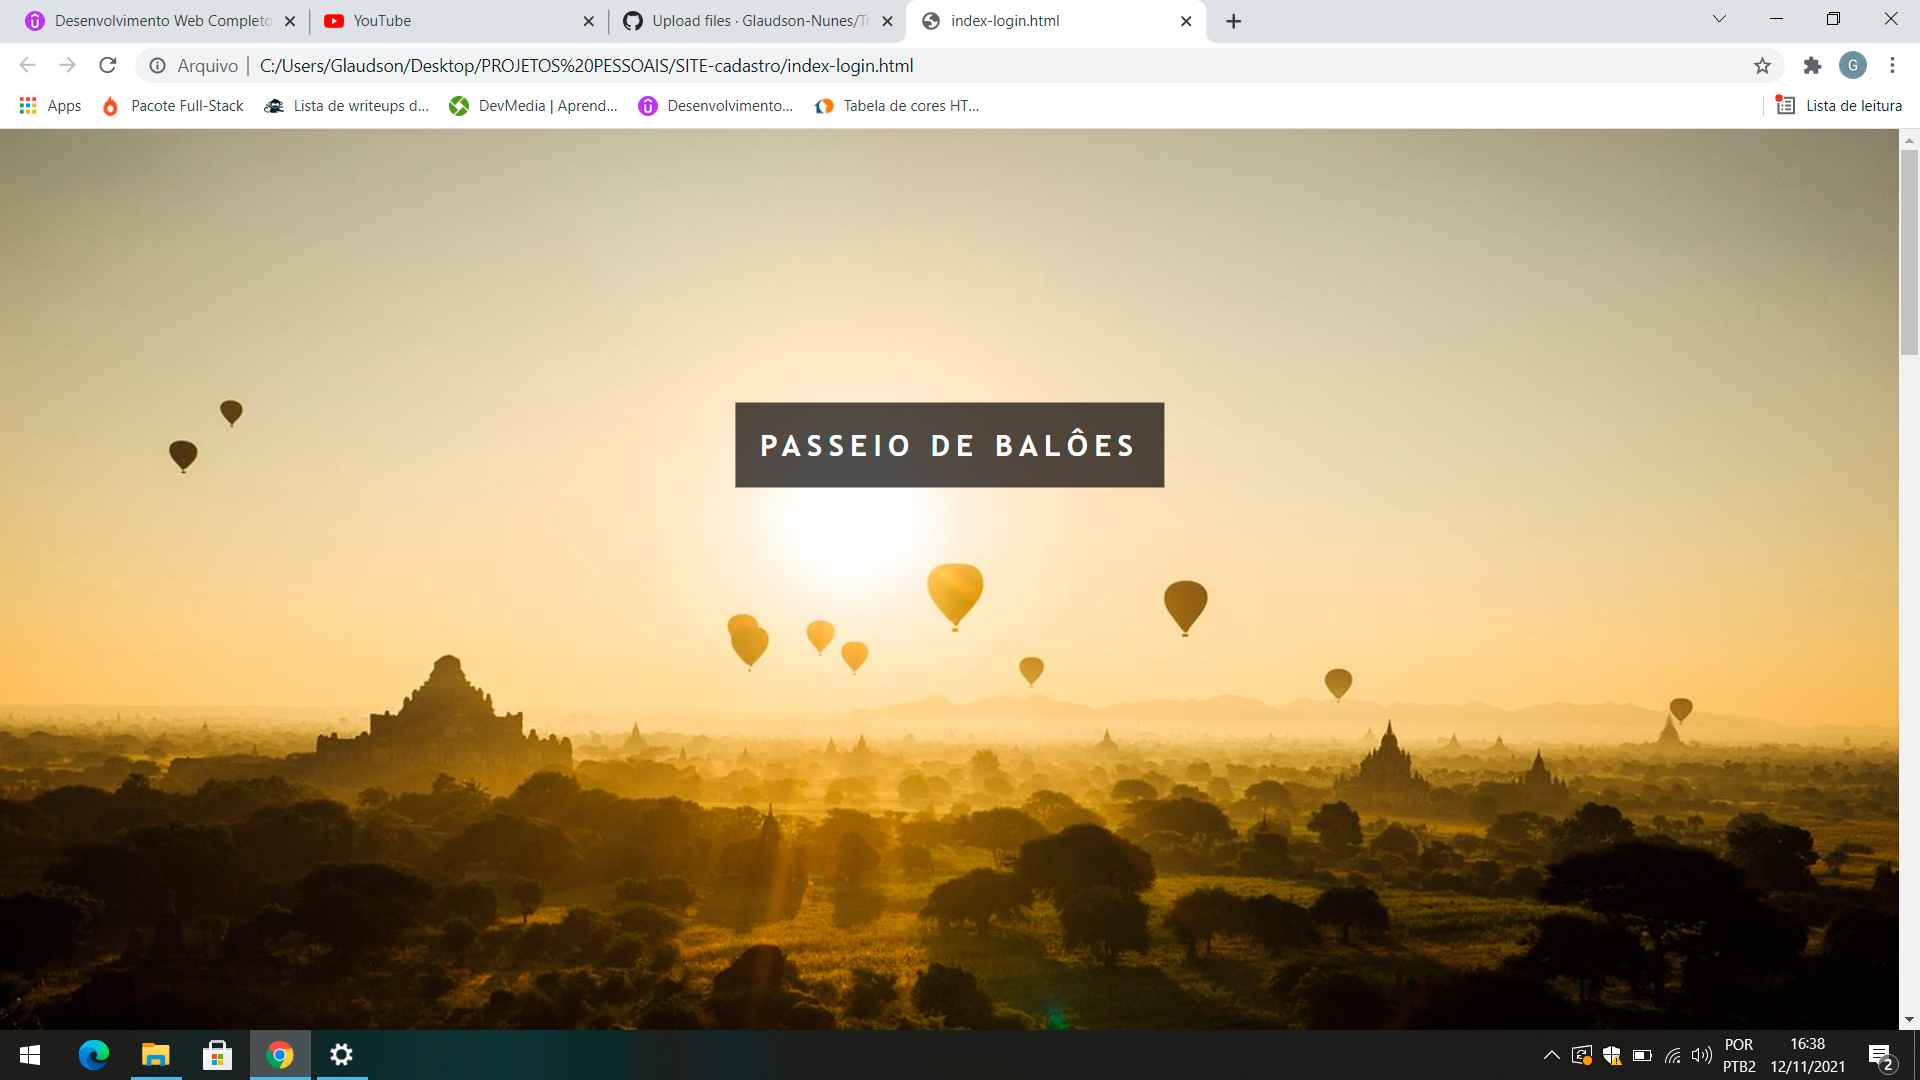 Desenvolvimento Web Completo
YouTube
Upload files · Glaudson-Nunes/Tr
index-login.html
Arquivo
C:/Users/Glaudson/Desktop/PROJETOS%20PESSOAIS/SITE-cadastro/index-login.html
G
Apps
Pacote Full-Stack
Lista de writeups d...
DevMedia | Aprend...
Desenvolvimento...
Tabela de cores HT...
Lista de leitura
PASSEIO DE BALÔES
POR
PTB2
16:38
12/11/2021
2